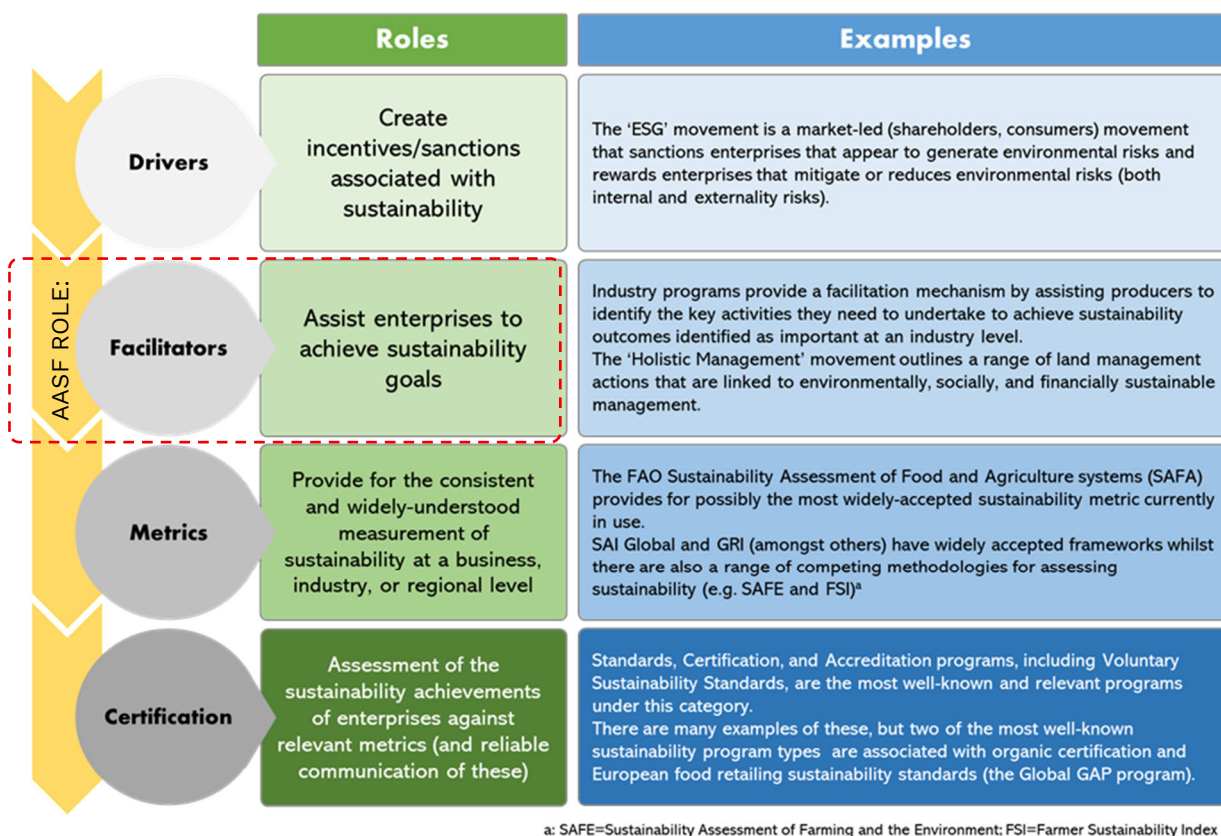 Roles
Examples
Drivers
Create
incentives/sanctions
associated with
sustainability
The ‘ESG’ movement is a market-led (shareholders, consumers) movement
that sanctions enterprises that appear to generate environmental risks and
rewards enterprises that mitigate or reduces environmental risks (both
internal and externality risks).
AASF ROLE:
Facilitators
Assist enterprises to
achieve sustainability
goals
Industry programs provide a facilitation mechanism by assisting producers to
identify the key activities they need to undertake to achieve sustainability
outcomes identified as important at an industry level.
The ‘Holistic Management’ movement outlines a range of land management
actions that are linked to environmentally, socially, and financially sustainable
management.
Metrics
Provide for the consistent
and widely-understood
measurement of
sustainability at a business,
industry, or regional level
The FAO Sustainability Assessment of Food and Agriculture systems (SAFA)
provides for possibly the most widely-accepted sustainability metric currently
in use.
SAI Global and GRI (amongst others) have widely accepted frameworks whilst
there are also a range of competing methodologies for assessing
sustainability (e.g. SAFE and FSI)ᵃ
Certification
Assessment of the
sustainability achievements
of enterprises against
relevant metrics (and reliable
communication of these)
Standards, Certification, and Accreditation programs, including Voluntary
Sustainability Standards, are the most well-known and relevant programs
under this category.
There are many examples of these, but two of the most well-known
sustainability program types are associated with organic certification and
European food retailing sustainability standards (the Global GAP program).
a: SAFE=Sustainability Assessment of Farming and the Environment; FSI=Farmer Sustainability Index